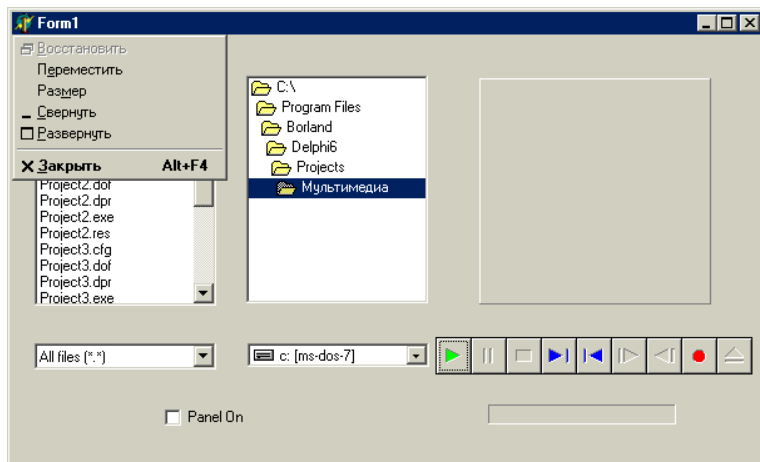 Form1
Восстановить
Переместить
Размер
Свернуть
Развернуть
Закрыть Alt+F4
Project2.dof
Project2.dpr
Project2.exe
Project2.res
Project3.cfg
Project3.dof
Project3.dpr
Project3.exe
C:\
Program Files
Borland
Delphi6
Projects
Мультимедиа
All files (*.*)
c: [ms-dos-7]
Panel On